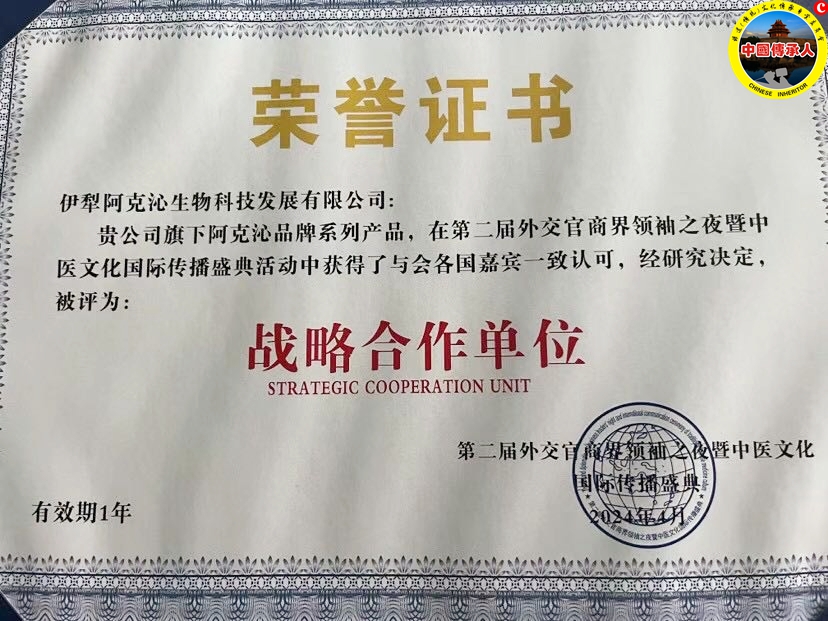 中國傳承人
CHINESE INHERITOR
C
荣誉证书
伊犁阿克沁生物科技发展有限公司:
贵公司旗下阿克沁品牌系列产品，在第二届外交官商界领袖之夜暨中
医文化国际传播盛典活动中获得了与会各国嘉宾一致认可，经研究决定，
被评为:
战略合作单位
STRATEGIC COOPERATION UNIT
第二届外交官商界领袖之夜暨中医文化
国际传播盛典
2024年4月
有效期1年